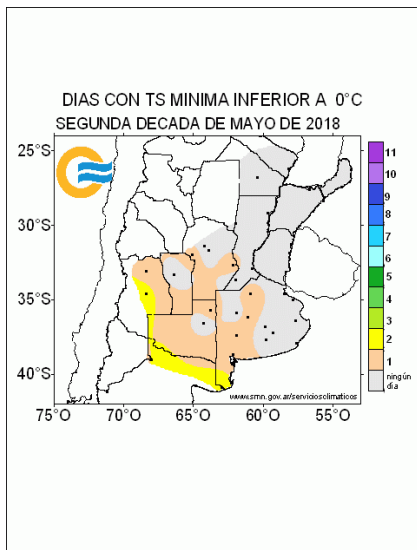 DIAS CON TS MINIMA INFERIOR A 0°C
SEGUNDA DECADA DE MAYO DE 2018
25°S
30°S
35°S
40°S
75°O
70°O
65°O
60°O
55°O
11
10
9
8
7
6
5
4
3
2
1
ningún
día
www.smn.gov.ar/serviciosclimaticos